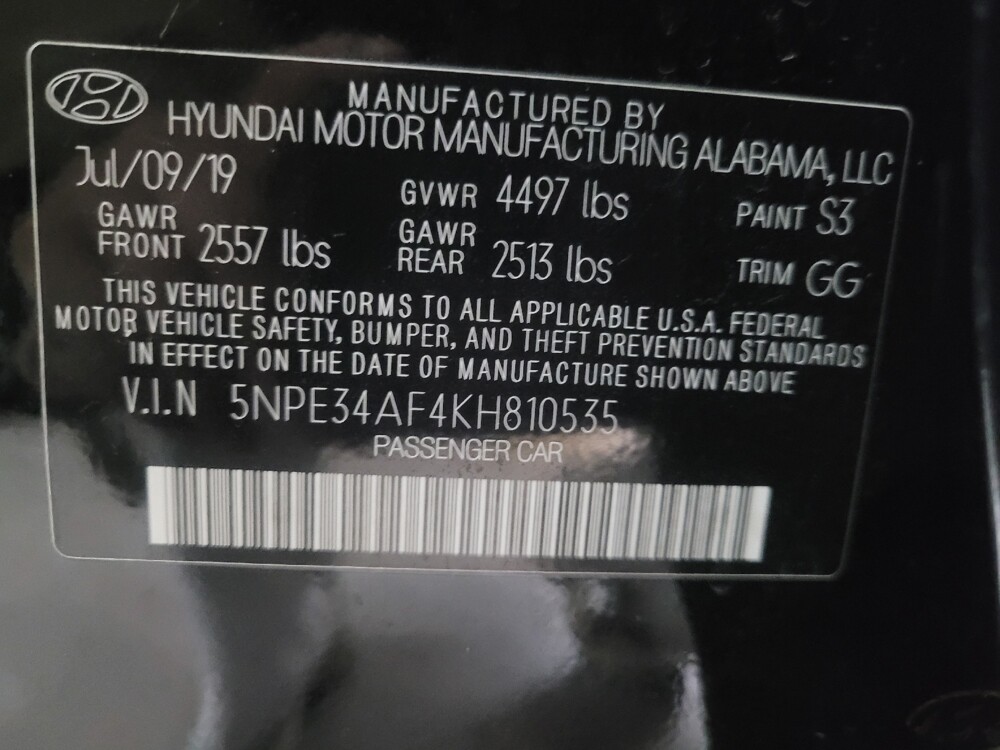 MANUFACTURED BY
HYUNDAI MOTOR MANUFACTURING ALABAMA, LLC
Jul/09/19 GVWR 4497 lbs PAINT S3
GAWR FRONT 2557 lbs GAWR REAR 2513 lbs TRIM GG
THIS VEHICLE CONFORMS TO ALL APPLICABLE U.S.A. FEDERAL
MOTOR VEHICLE SAFETY, BUMPER, AND THEFT PREVENTION STANDARDS
IN EFFECT ON THE DATE OF MANUFACTURE SHOWN ABOVE
V.I.N 5NPE34AF4KH810535
PASSENGER CAR